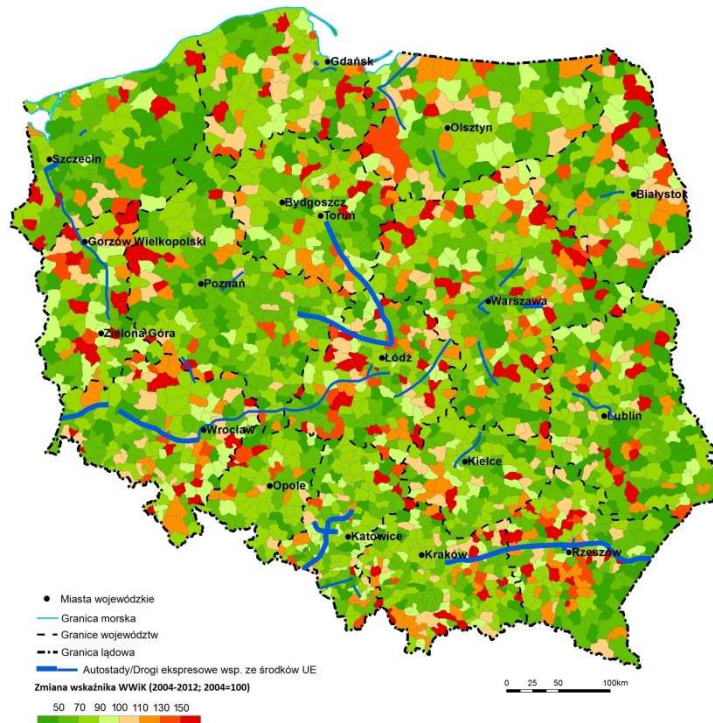 Gdańsk
Olsztyn
Szczecin
Białystok
Bydgoszcz
Toruń
Gorzów Wielkopolski
Poznań
Warszawa
Zielona Góra
Łódź
Lublin
Wrocław
Kielce
Opole
Katowice
Kraków
Rzeszów
Miasta wojewódzkie
Granica morska
Granice województw
Granica lądowa
Autostady/Drogi ekspresowe wsp. ze środków UE
Zmiana wskaźnika WWiK (2004-2012; 2004=100)
50 70 90 100 110 130 150
0 25 50 100km